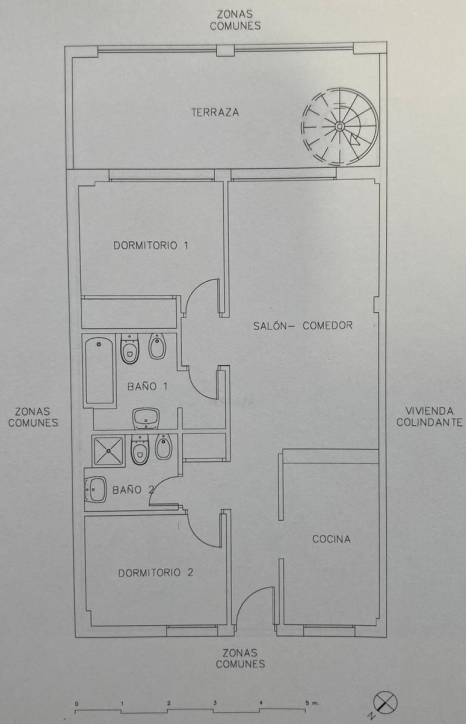 ZONAS
COMUNES
TERRAZA
DORMITORIO 1
SALÓN- COMEDOR
BAÑO 1
ZONAS
COMUNES
VIVIENDA
COLINDANTE
BAÑO 2
COCINA
DORMITORIO 2
ZONAS
COMUNES
0 1 2 3 4 5 m.
N